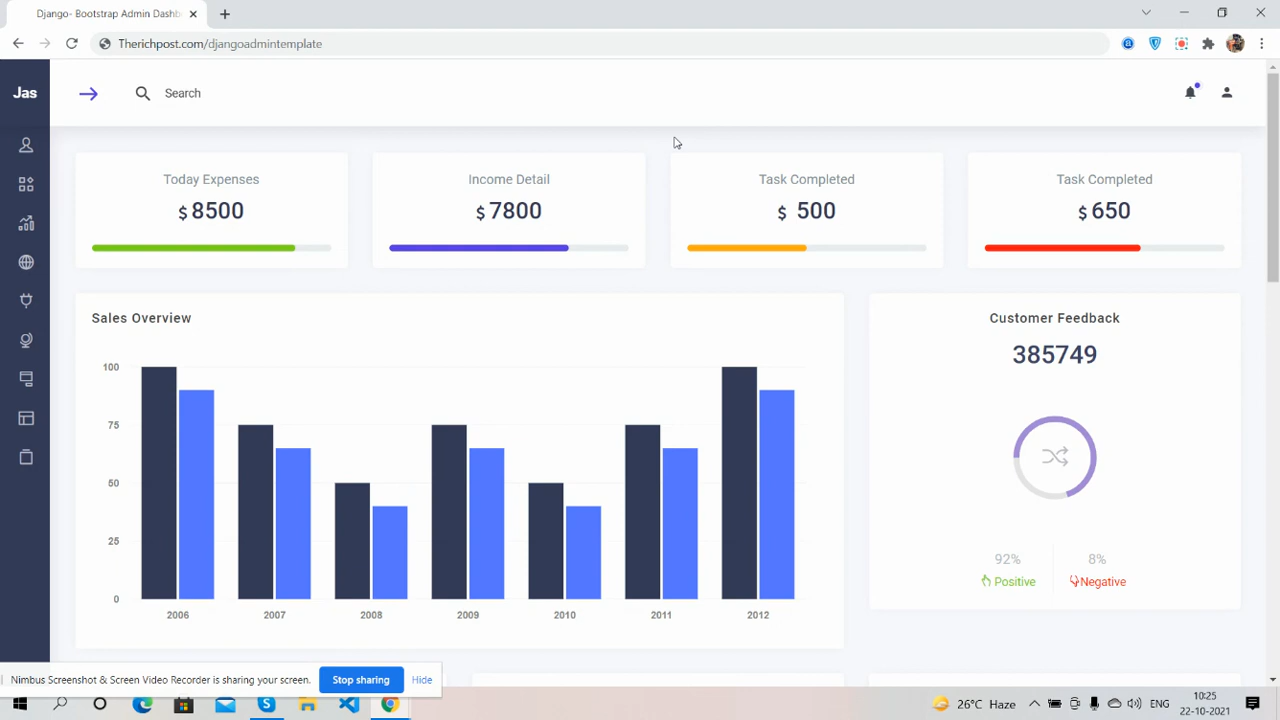 Django- Bootstrap Admin Dashb
Therichpost.com/djangoadmintemplate
Jas
Search
Today Expenses
$ 8500
Income Detail
$ 7800
Task Completed
$ 500
Task Completed
$ 650
Sales Overview
100
75
50
25
0
2006 2007 2008 2009 2010 2011 2012
Customer Feedback
385749
92% 8%
Positive Negative
Nimbus Screenshot & Screen Video Recorder is sharing your screen. Stop sharing Hide
26°C Haze ENG 10:25
22-10-2021